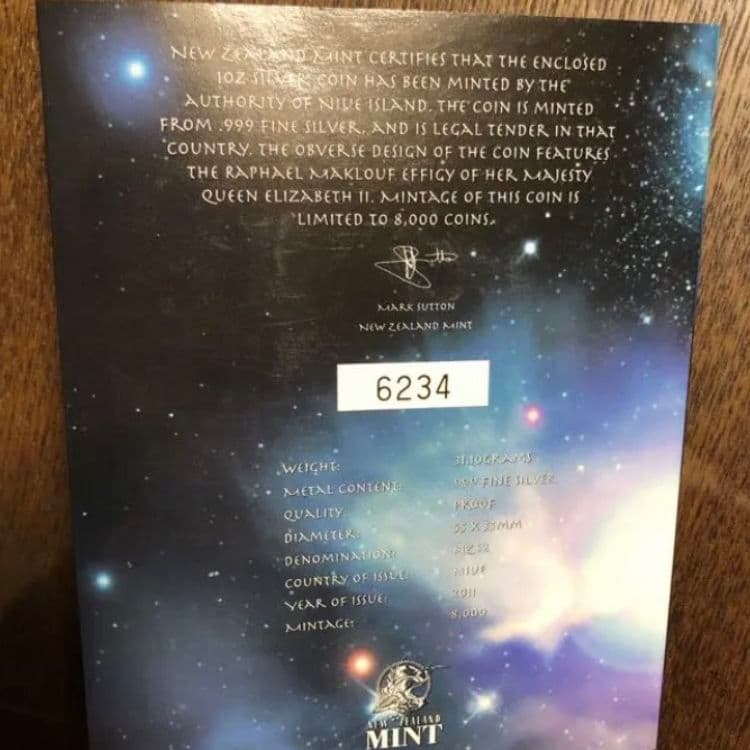 NEW ZEALAND MINT CERTIFIES THAT THE ENCLOSED
1OZ SILVER COIN HAS BEEN MINTED BY THE
AUTHORITY OF NIUE ISLAND. THE COIN IS MINTED
FROM .999 FINE SILVER, AND IS LEGAL TENDER IN THAT
COUNTRY. THE OBVERSE DESIGN OF THE COIN FEATURES
THE RAPHAEL MAKLOUF EFFIGY OF HER MAJESTY
QUEEN ELIZABETH II. MINTAGE OF THIS COIN IS
LIMITED TO 8,000 COINS.
MARK SUTTON
NEW ZEALAND MINT
6234
WEIGHT: 31.10GRAMS
METAL CONTENT: .999 FINE SILVER
QUALITY: PROOF
DIAMETER: MM
DENOMINATION:
COUNTRY OF ISSUE: NIUE
YEAR OF ISSUE: 2011
MINTAGE: 8,000
NEW ZEALAND
MINT